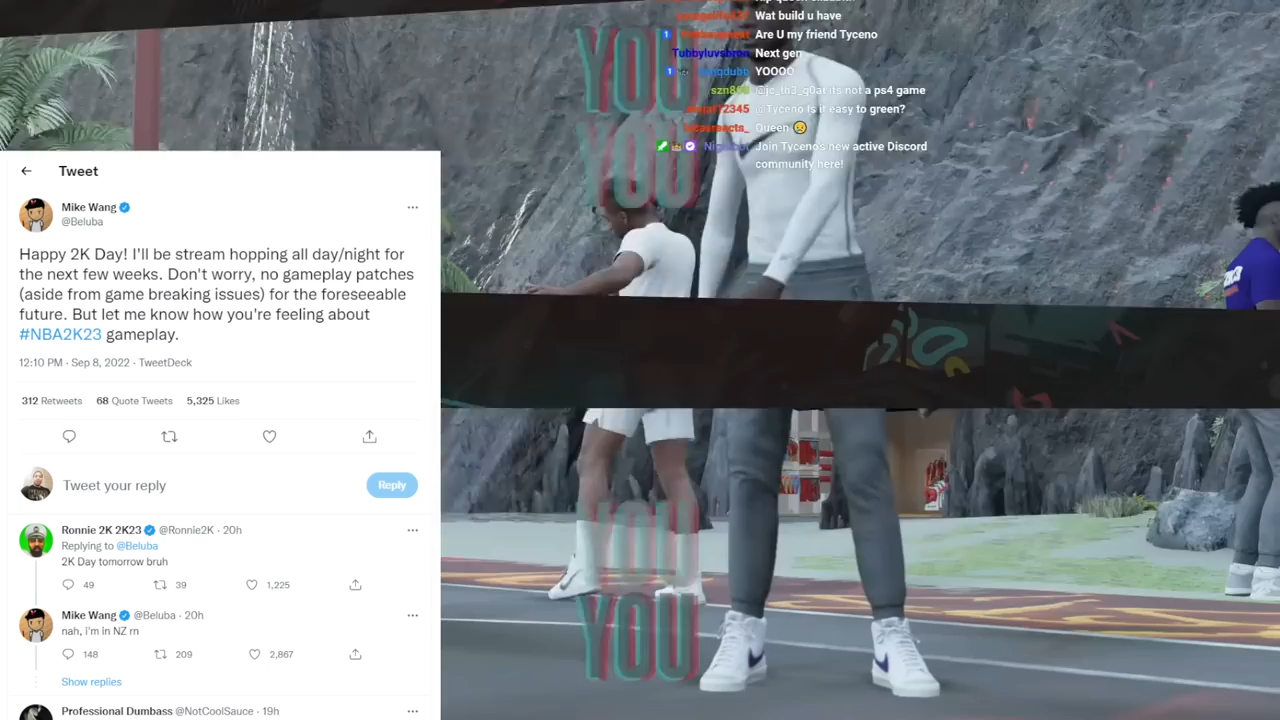 Tweet
Mike Wang
@Beluba
Happy 2K Day! I'll be stream hopping all day/night for
the next few weeks. Don't worry, no gameplay patches
(aside from game breaking issues) for the foreseeable
future. But let me know how you're feeling about
#NBA2K23 gameplay.
12:10 PM · Sep 8, 2022 · TweetDeck
312 Retweets 68 Quote Tweets 5,325 Likes
Tweet your reply
Reply
Ronnie 2K 2K23 @Ronnie2K · 20h
Replying to @Beluba
2K Day tomorrow bruh
49 39 1,225
Mike Wang @Beluba · 20h
nah, i'm in NZ rn
148 209 2,867
Show replies
Professional Dumbass @NotCoolSauce · 19h
Wat build u have
Are U my friend Tyceno
Tubbyluvsbron Next gen
YOOOO
@jc_th3_g0at its not a ps4 game
@Tyceno Is it easy to green?
Queen
Join Tyceno's new active Discord
community here!
YOU
YOU
YOU
YOU